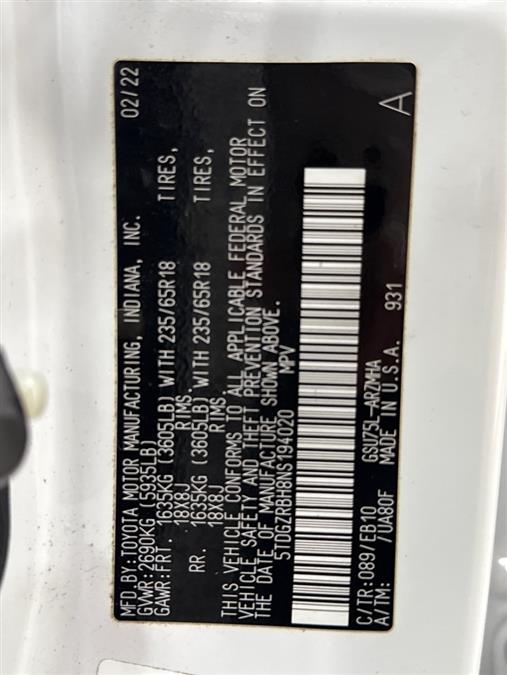 MFD.BY:TOYOTA MOTOR MANUFACTURING, INDIANA, INC. 02/22
GVWR:2690KG (5935LB)
GAWR:FRT. 1635KG (3605LB) WITH 235/65R18 TIRES,
18X8J RIMS.
RR. 1635KG (3605LB) WITH 235/65R18 TIRES,
18X8J RIMS.
THIS VEHICLE CONFORMS TO ALL APPLICABLE FEDERAL MOTOR
VEHICLE SAFETY AND THEFT PREVENTION STANDARDS IN EFFECT ON
THE DATE OF MANUFACTURE SHOWN ABOVE.
5TDGZRBH8NS194020 MPV
C/TR:089/EB10 GSU75L-ARZMHA A
A/TM: /UA80F MADE IN U.S.A. 931